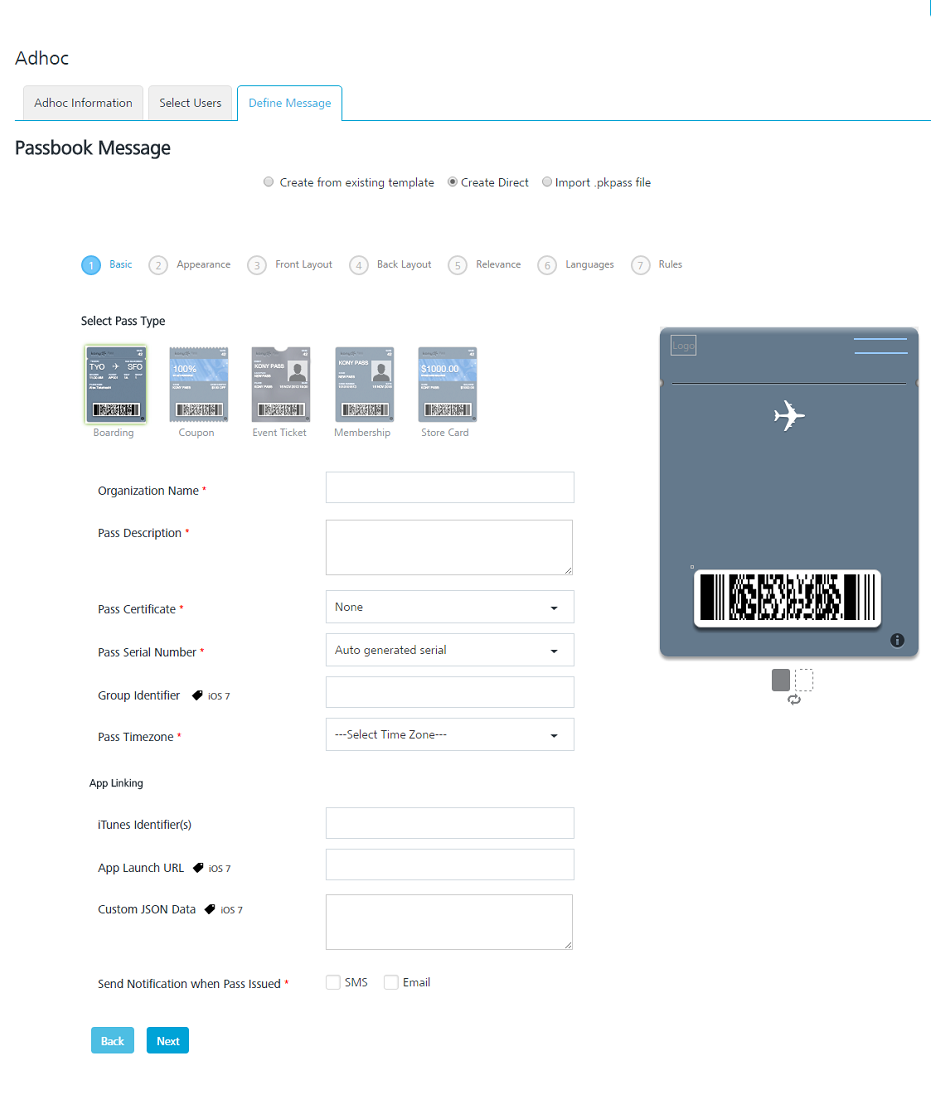 Adhoc
Adhoc Information Select Users Define Message
Passbook Message
Create from existing template Create Direct Import .pkpass file
1 Basic 2 Appearance 3 Front Layout 4 Back Layout 5 Relevance 6 Languages 7 Rules
Select Pass Type
TYO SFO
100%
KONY PASS
KONY PASS
$1000.00
Boarding Coupon Event Ticket Membership Store Card
Logo
Organization Name *
Pass Description *
Pass Certificate * None
Pass Serial Number * Auto generated serial
Group Identifier iOS 7
Pass Timezone * ---Select Time Zone---
App Linking
iTunes Identifier(s)
App Launch URL iOS 7
Custom JSON Data iOS 7
Send Notification when Pass Issued * SMS Email
Back Next